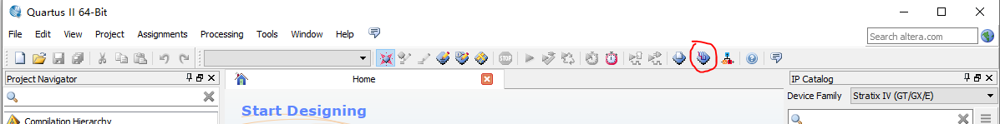 Quartus II 64-Bit
File Edit View Project Assignments Processing Tools Window Help
Search altera.com
STOP
Project Navigator
Home
IP Catalog
Device Family Stratix IV (GT/GX/E)
Start Designing
Compilation Hierarchy